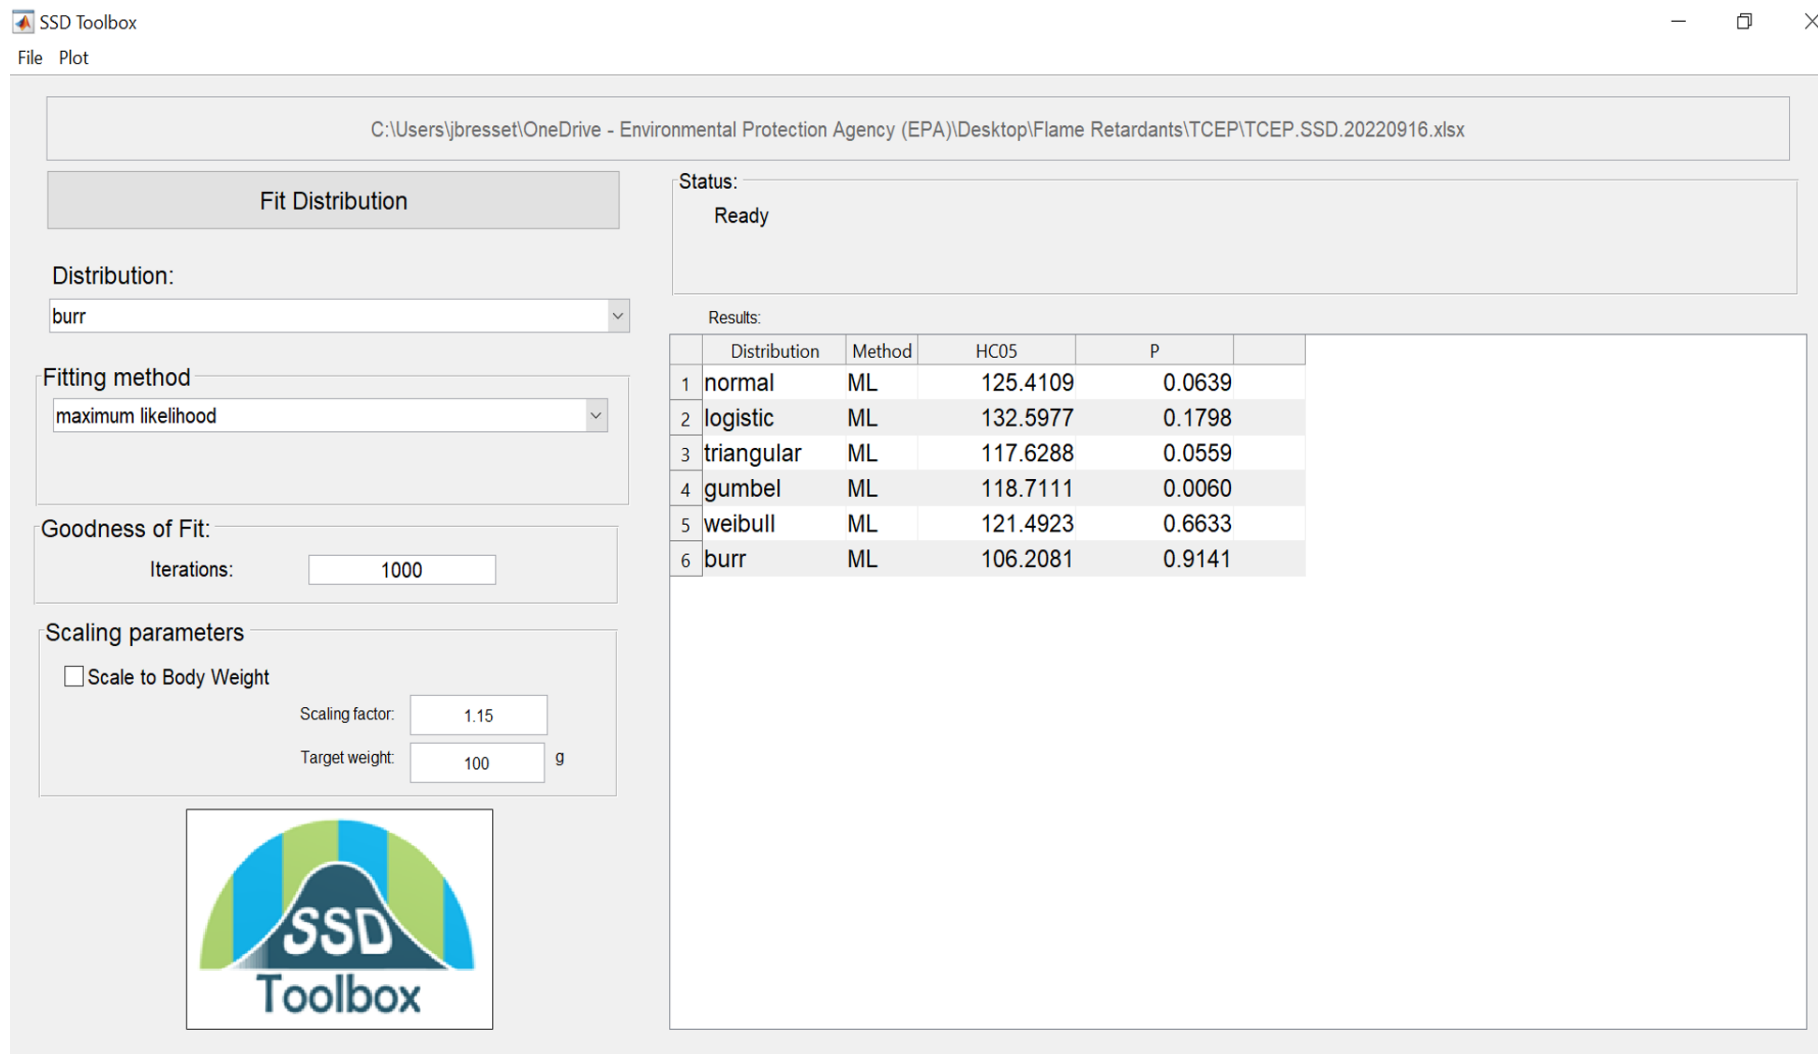 SSD Toolbox
File Plot
C:\Users\jbresset\OneDrive - Environmental Protection Agency (EPA)\Desktop\Flame Retardants\TCEP\TCEP.SSD.20220916.xlsx
Fit Distribution
Distribution:
burr
Fitting method
maximum likelihood
Goodness of Fit:
Iterations: 1000
Scaling parameters
Scale to Body Weight
Scaling factor: 1.15
Target weight: 100 g
SSD
Toolbox
Status:
Ready
Results:
Distribution Method HC05 P
1 normal ML 125.4109 0.0639
2 logistic ML 132.5977 0.1798
3 triangular ML 117.6288 0.0559
4 gumbel ML 118.7111 0.0060
5 weibull ML 121.4923 0.6633
6 burr ML 106.2081 0.9141